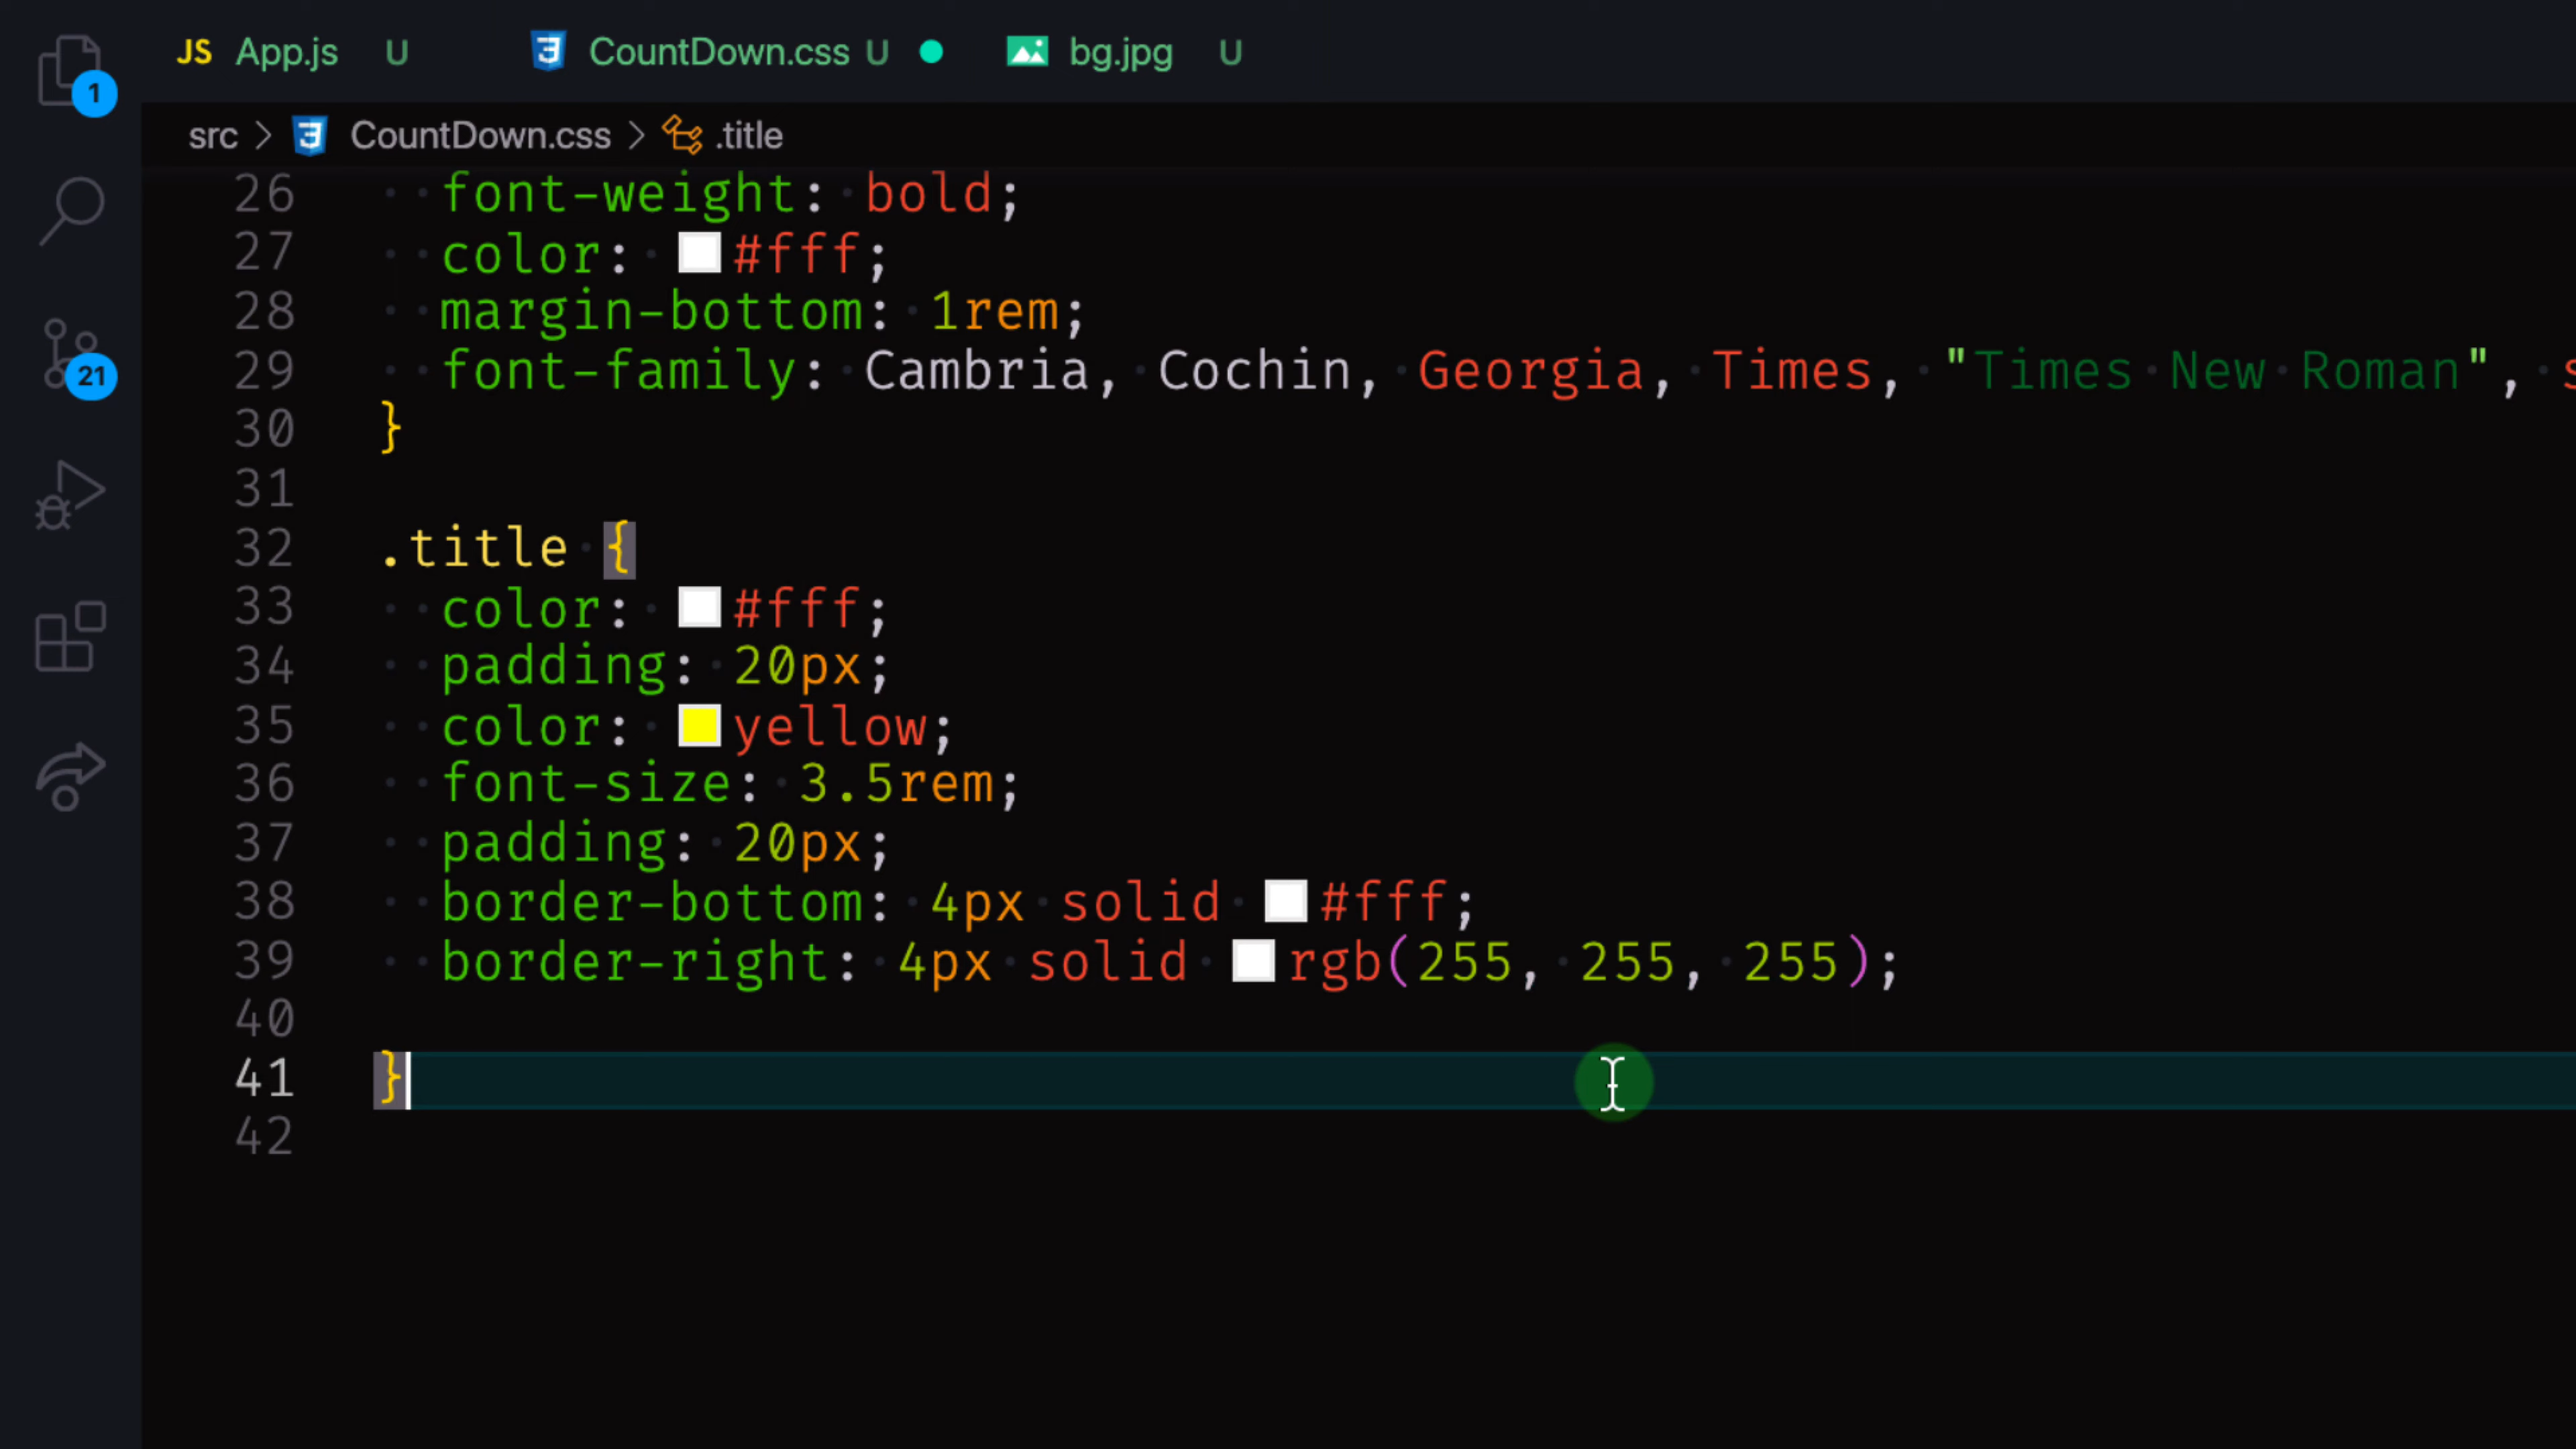 JS App.js U CountDown.css U bg.jpg U
1
src > CountDown.css > .title
26 font-weight: bold;
27 color: #fff;
28 margin-bottom: 1rem;
29 font-family: Cambria, Cochin, Georgia, Times, "Times New Roman", s
21
30 }
31
32 .title {
33 color: #fff;
34 padding: 20px;
35 color: yellow;
36 font-size: 3.5rem;
37 padding: 20px;
38 border-bottom: 4px solid #fff;
39 border-right: 4px solid rgb(255, 255, 255);
40
41 }
42